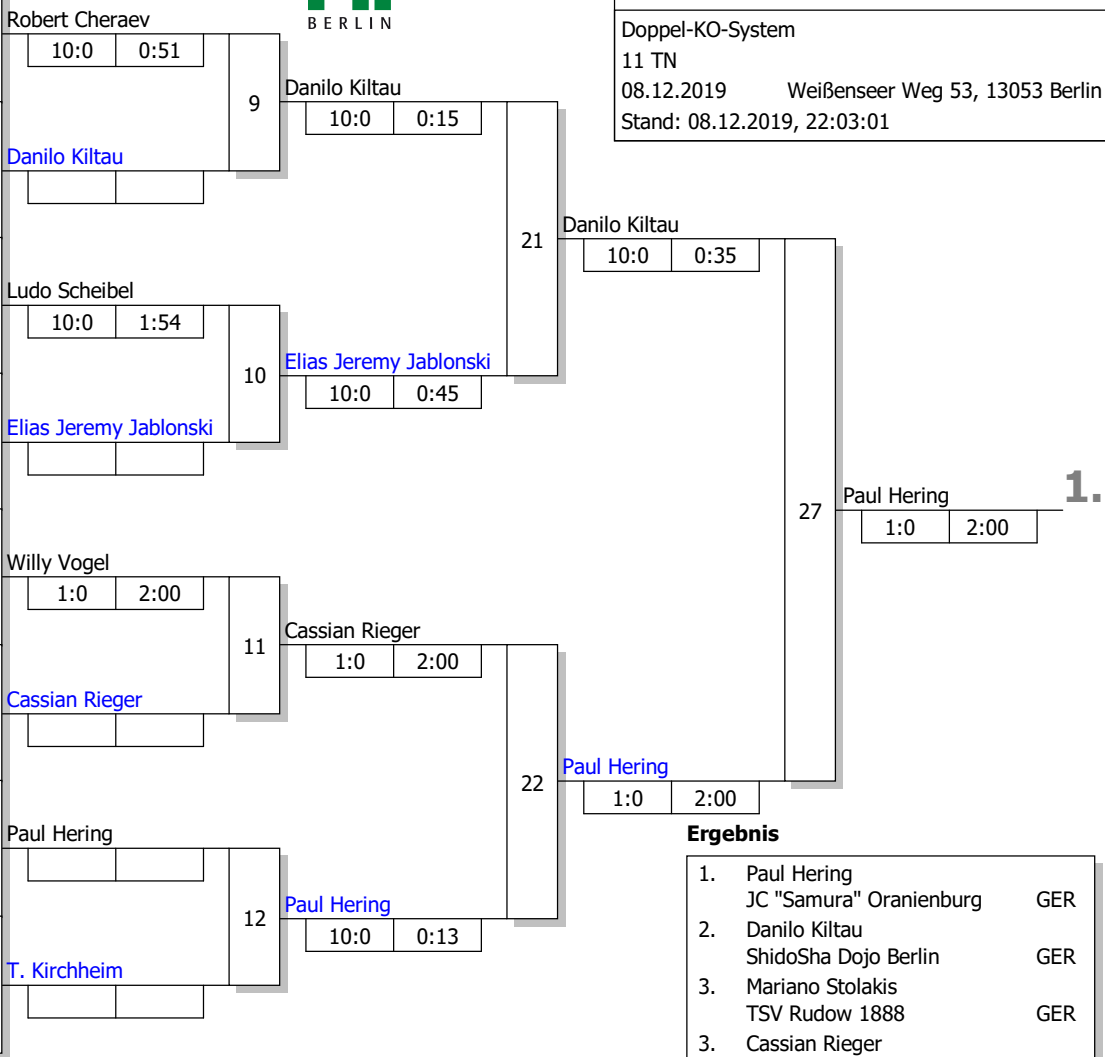 BERLIN
Doppel-KO-System
11 TN
08.12.2019 Weißenseer Weg 53, 13053 Berlin
Stand: 08.12.2019, 22:03:01
Robert Cheraev
10:0 0:51
9
Danilo Kiltau
10:0 0:15
Danilo Kiltau
21
Danilo Kiltau
10:0 0:35
Ludo Scheibel
10:0 1:54
10
Elias Jeremy Jablonski
10:0 0:45
Elias Jeremy Jablonski
27
Paul Hering 1.
1:0 2:00
Willy Vogel
1:0 2:00
11
Cassian Rieger
1:0 2:00
Cassian Rieger
22
Paul Hering
1:0 2:00
Paul Hering
12
Paul Hering
10:0 0:13
T. Kirchheim
Ergebnis
1. Paul Hering
JC "Samura" Oranienburg GER
2. Danilo Kiltau
ShidoSha Dojo Berlin GER
3. Mariano Stolakis
TSV Rudow 1888 GER
3. Cassian Rieger